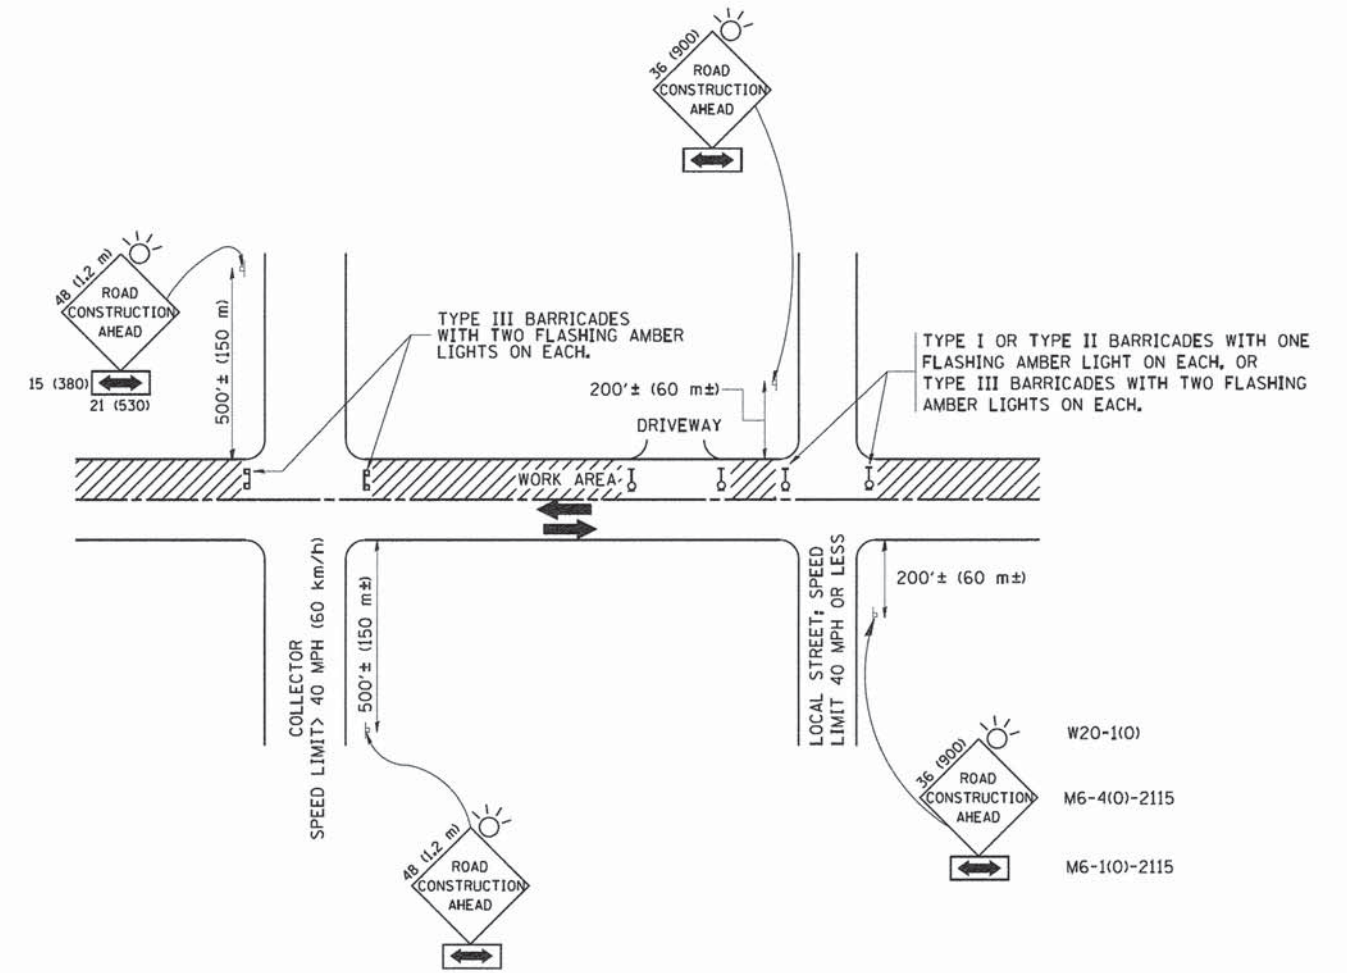 36 (900)
ROAD
CONSTRUCTION
AHEAD
48 (1.2 m)
ROAD
CONSTRUCTION
AHEAD
15 (380)
21 (530)
500'± (150 m)
TYPE III BARRICADES
WITH TWO FLASHING AMBER
LIGHTS ON EACH.
200'± (60 m±)
DRIVEWAY
TYPE I OR TYPE II BARRICADES WITH ONE
FLASHING AMBER LIGHT ON EACH, OR
TYPE III BARRICADES WITH TWO FLASHING
AMBER LIGHTS ON EACH.
WORK AREA
COLLECTOR
SPEED LIMIT> 40 MPH (60 km/h)
500'± (150 m±)
LOCAL STREET; SPEED
LIMIT 40 MPH OR LESS
200'± (60 m±)
48 (1.2 m)
ROAD
CONSTRUCTION
AHEAD
36 (900)
ROAD
CONSTRUCTION
AHEAD
W20-1(0)
M6-4(0)-2115
M6-1(0)-2115